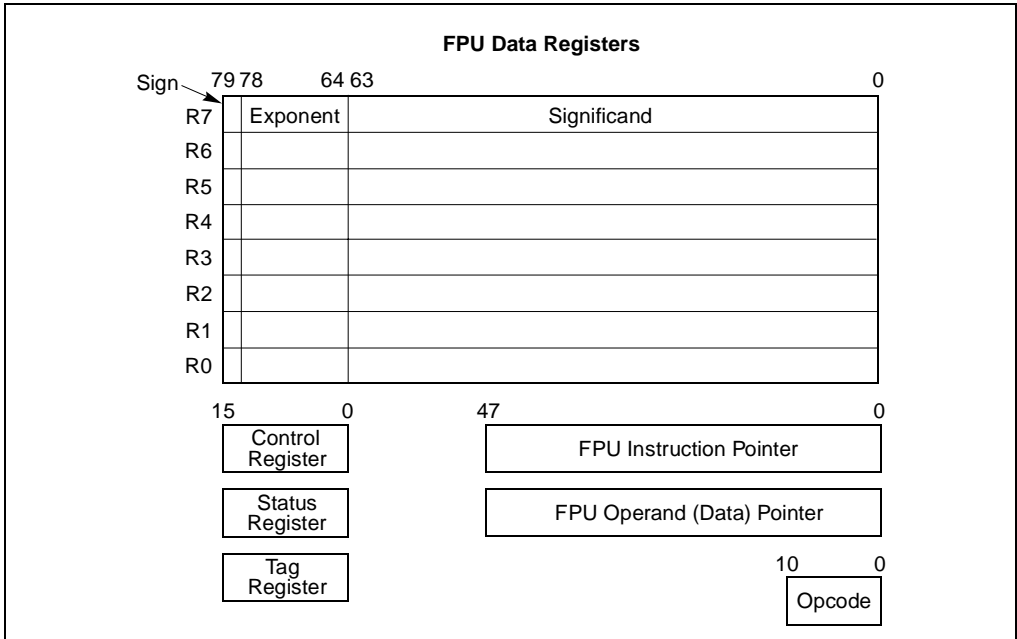 FPU Data Registers
Sign 79 78 64 63 0
R7 Exponent Significand
R6
R5
R4
R3
R2
R1
R0
15 0 47 0
Control
Register
FPU Instruction Pointer
Status
Register
FPU Operand (Data) Pointer
Tag
Register
10 0
Opcode